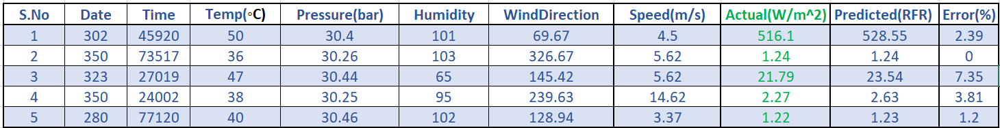 S.No Date Time Temp(◦C) Pressure(bar) Humidity WindDirection Speed(m/s) Actual(W/m^2) Predicted(RFR) Error(%)
1 302 45920 50 30.4 101 69.67 4.5 516.1 528.55 2.39
2 350 73517 36 30.26 103 326.67 5.62 1.24 1.24 0
3 323 27019 47 30.44 65 145.42 5.62 21.79 23.54 7.35
4 350 24002 38 30.25 95 239.63 14.62 2.27 2.63 3.81
5 280 77120 40 30.46 102 128.94 3.37 1.22 1.23 1.2